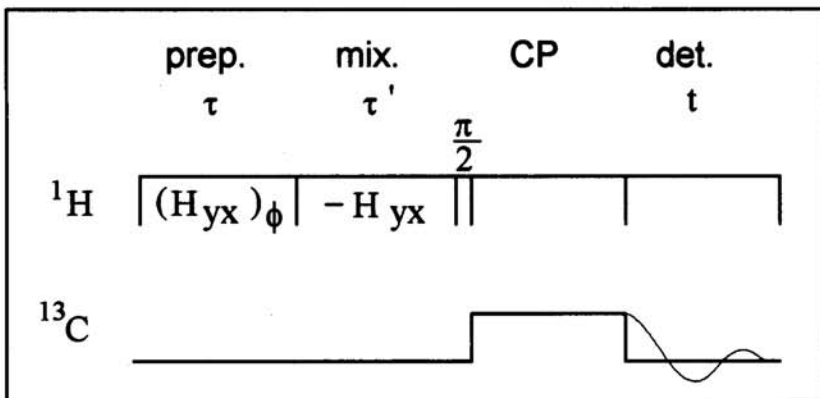 prep. mix. CP det.
τ τ' t
π/2
¹H (H_yx)_ϕ − H_yx
¹³C